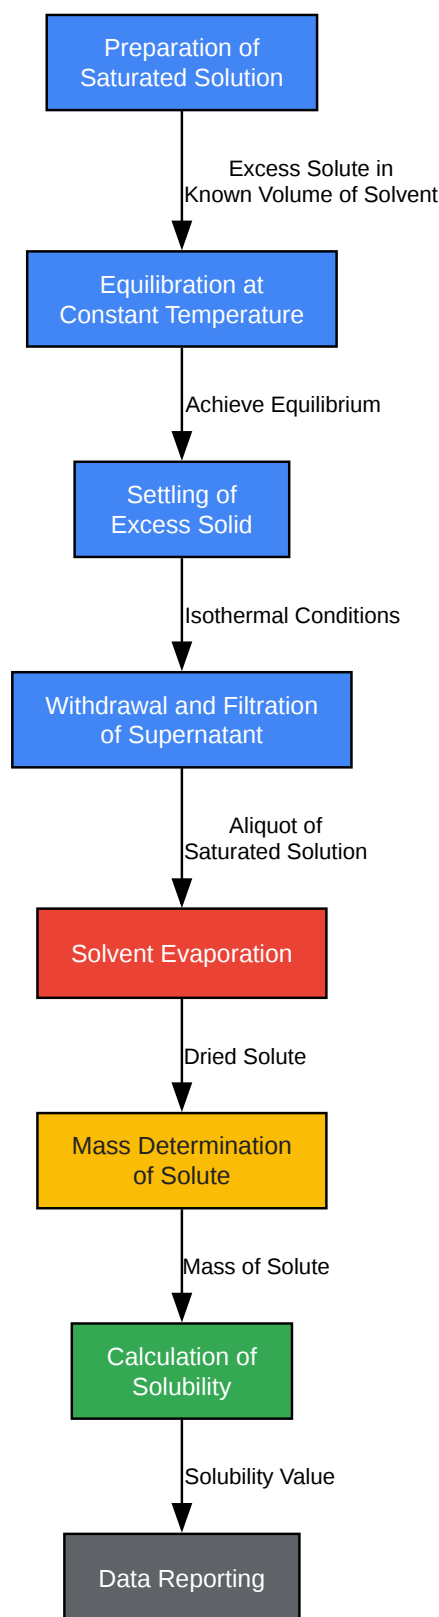 Preparation of
Saturated Solution
Excess Solute in
Known Volume of Solvent
Equilibration at
Constant Temperature
Achieve Equilibrium
Settling of
Excess Solid
Isothermal Conditions
Withdrawal and Filtration
of Supernatant
Aliquot of
Saturated Solution
Solvent Evaporation
Dried Solute
Mass Determination
of Solute
Mass of Solute
Calculation of
Solubility
Solubility Value
Data Reporting